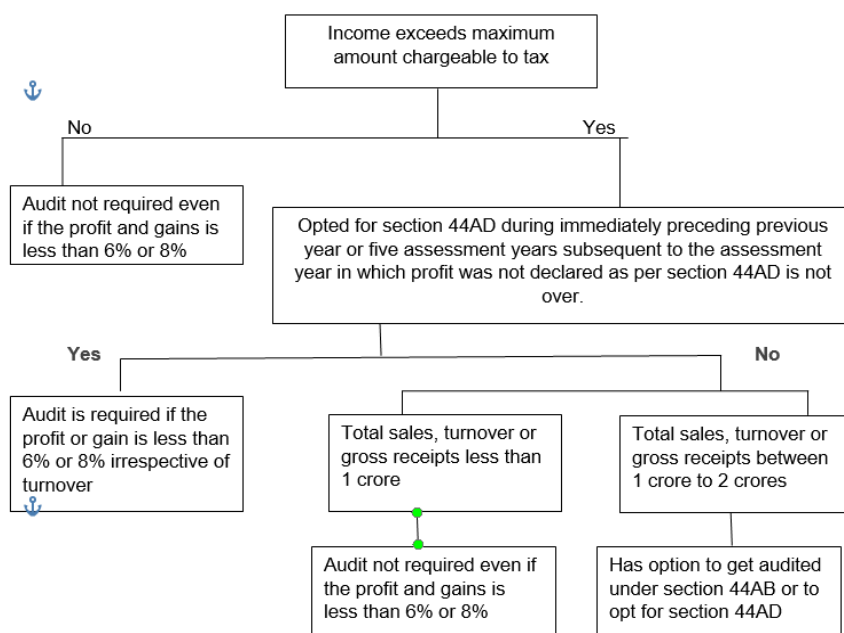 Income exceeds maximum
amount chargeable to tax
No
Yes
Audit not required even
if the profit and gains is
less than 6% or 8%
Opted for section 44AD during immediately preceding previous
year or five assessment years subsequent to the assessment
year in which profit was not declared as per section 44AD is not
over.
Yes
No
Audit is required if the
profit or gain is less than
6% or 8% irrespective of
turnover
Total sales, turnover or
gross receipts less than
1 crore
Total sales, turnover or
gross receipts between
1 crore to 2 crores
Audit not required even if
the profit and gains is
less than 6% or 8%
Has option to get audited
under section 44AB or to
opt for section 44AD